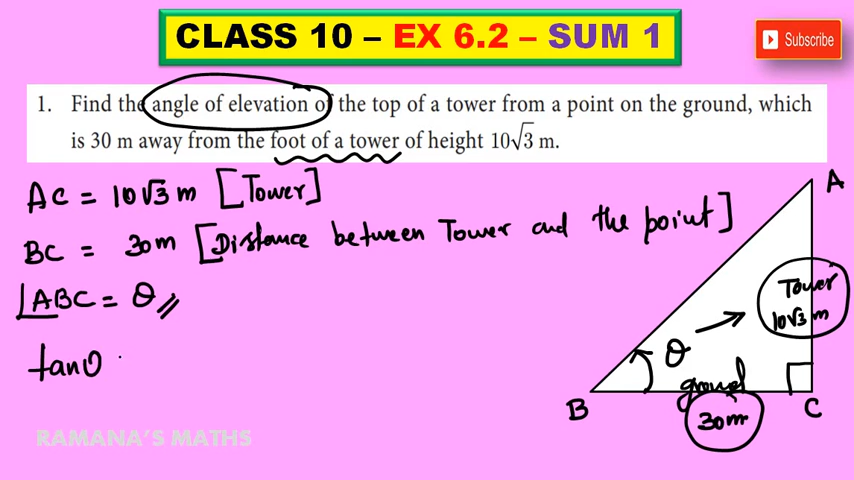 CLASS 10 – EX 6.2 – SUM 1
Subscribe
1. Find the angle of elevation of the top of a tower from a point on the ground, which
is 30 m away from the foot of a tower of height 10√3 m.
AC = 10√3 m [Tower]
BC = 30m [Distance between Tower and the point]
∠ABC = θ
tanθ
A
Tower
10√3 m
θ
ground
B
C
30m
RAMANA'S MATHS